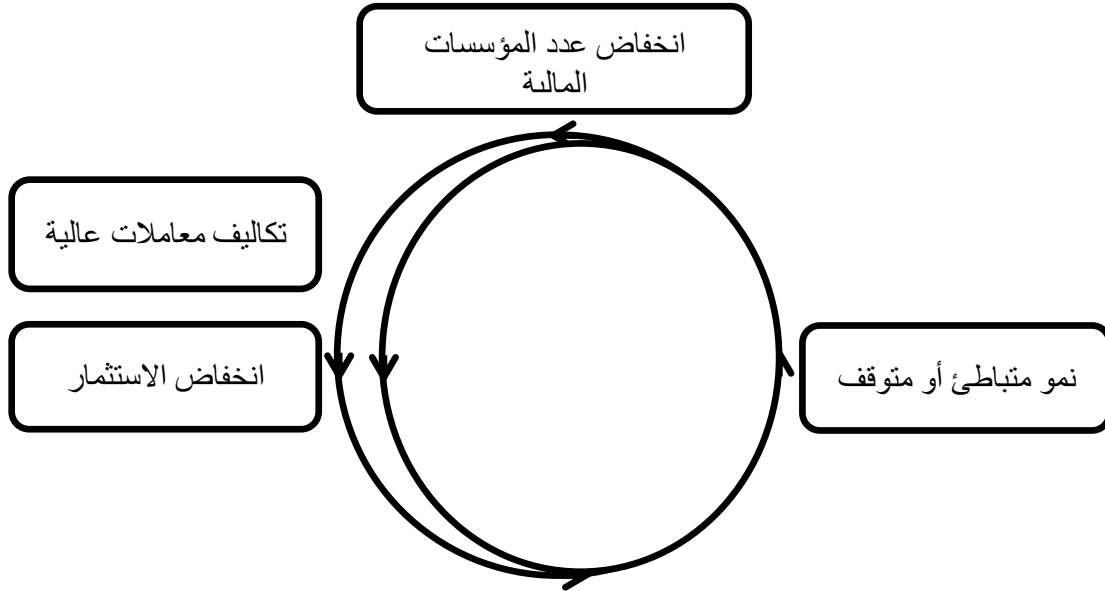 انخفاض عدد المؤسسات
المالية
تكاليف معاملات عالية
انخفاض الاستثمار
نمو متباطئ أو متوقف